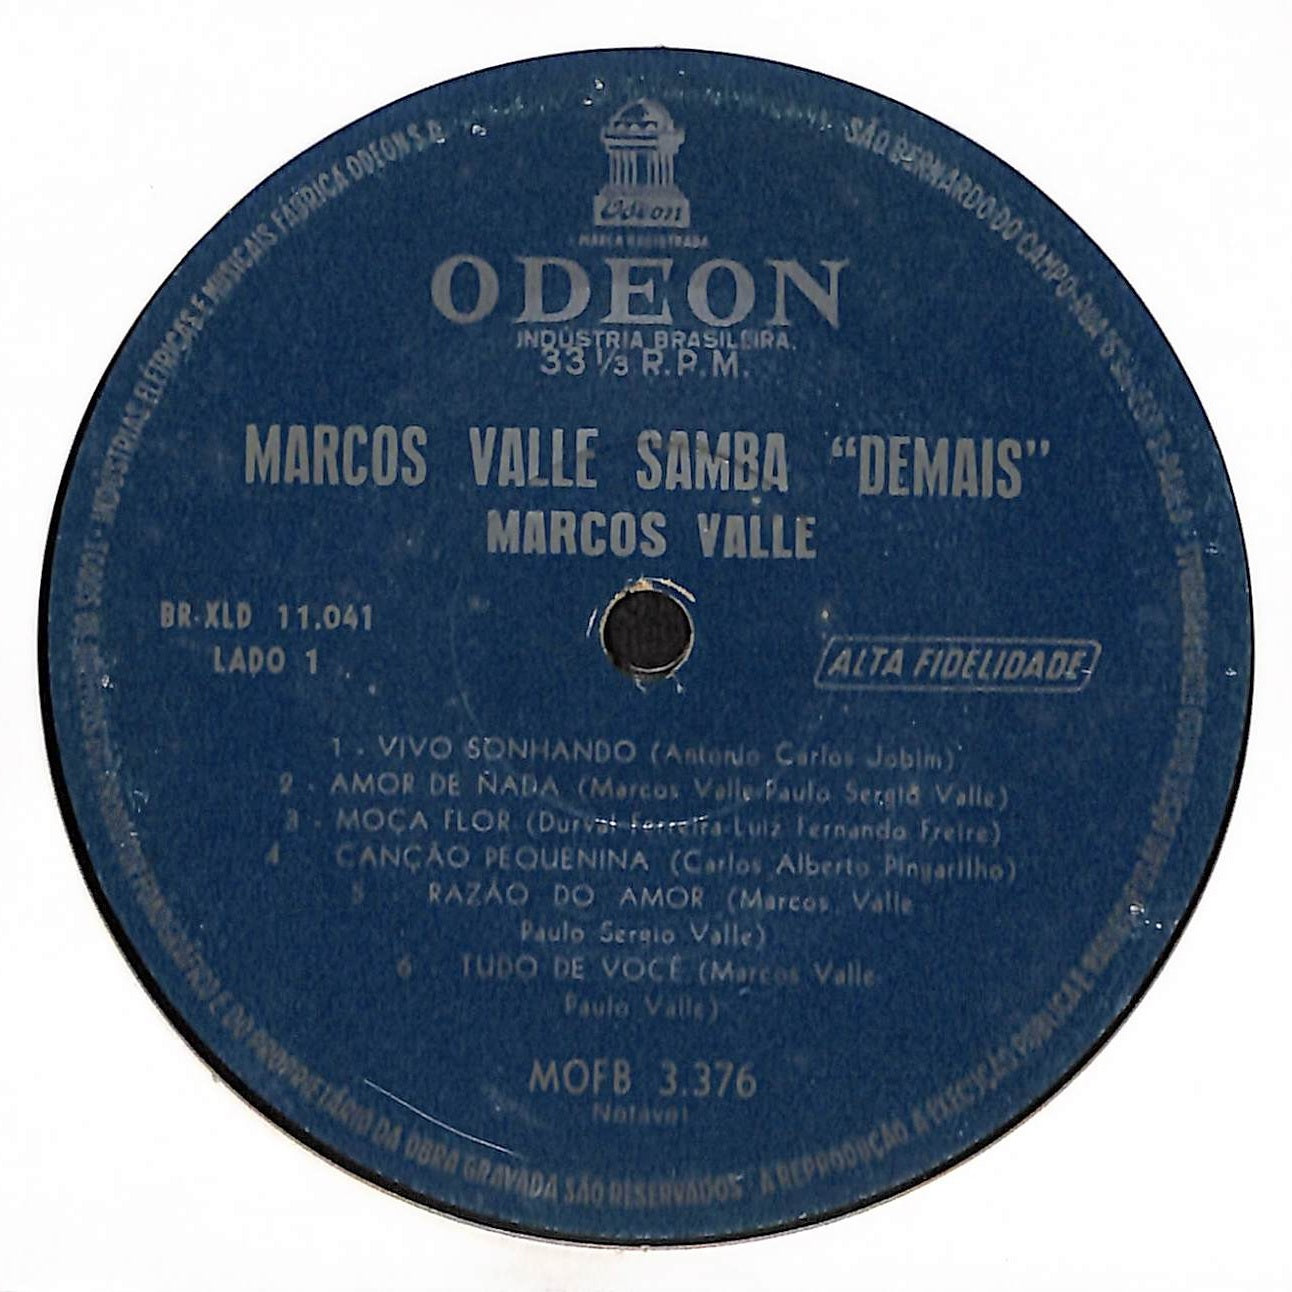 Odeon
MARCA REGISTRADA
ODEON
INDÚSTRIA BRASILEIRA.
33 1/3 R.P.M.
MARCOS VALLE SAMBA “DEMAIS”
MARCOS VALLE
BR-XLD 11.041
LADO 1
ALTA FIDELIDADE
1 - VIVO SONHANDO (Antonio Carlos Jobim)
2 - AMOR DE NADA (Marcos Valle-Paulo Sergio Valle)
3 - MOÇA FLOR (Durval Ferreira-Luiz Fernando Freire)
4 CANÇÃO PEQUENINA (Carlos Alberto Pingarilho)
5 - RAZÃO DO AMOR (Marcos Valle
Paulo Sergio Valle)
6 - TUDO DE VOCÊ (Marcos Valle
Paulo Valle)
MOFB 3.376
Notável
INDÚSTRIAS ELÉTRICAS E MUSICAIS FÁBRICA ODEON S.A.
SÃO BERNARDO DO CAMPO - RUA
E DO PROPRIETÁRIO DA OBRA GRAVADA SÃO RESERVADOS A REPRODUÇÃO, A EXECUÇÃO PÚBLICA E